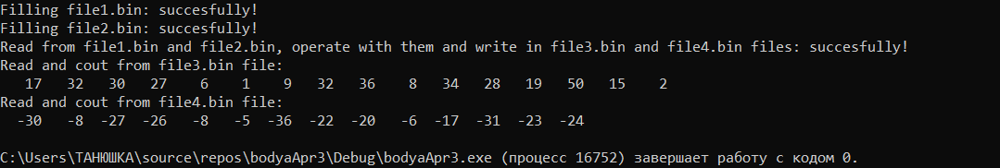 Filling file1.bin: succesfully!
Filling file2.bin: succesfully!
Read from file1.bin and file2.bin, operate with them and write in file3.bin and file4.bin files: succesfully!
Read and cout from file3.bin file:
   17   32   30   27    6    1    9   32   36    8   34   28   19   50   15    2
Read and cout from file4.bin file:
  -30   -8  -27  -26   -8   -5  -36  -22  -20   -6  -17  -31  -23  -24
C:\Users\ТАНЮШКА\source\repos\bodyaApr3\Debug\bodyaApr3.exe (процесс 16752) завершает работу с кодом 0.